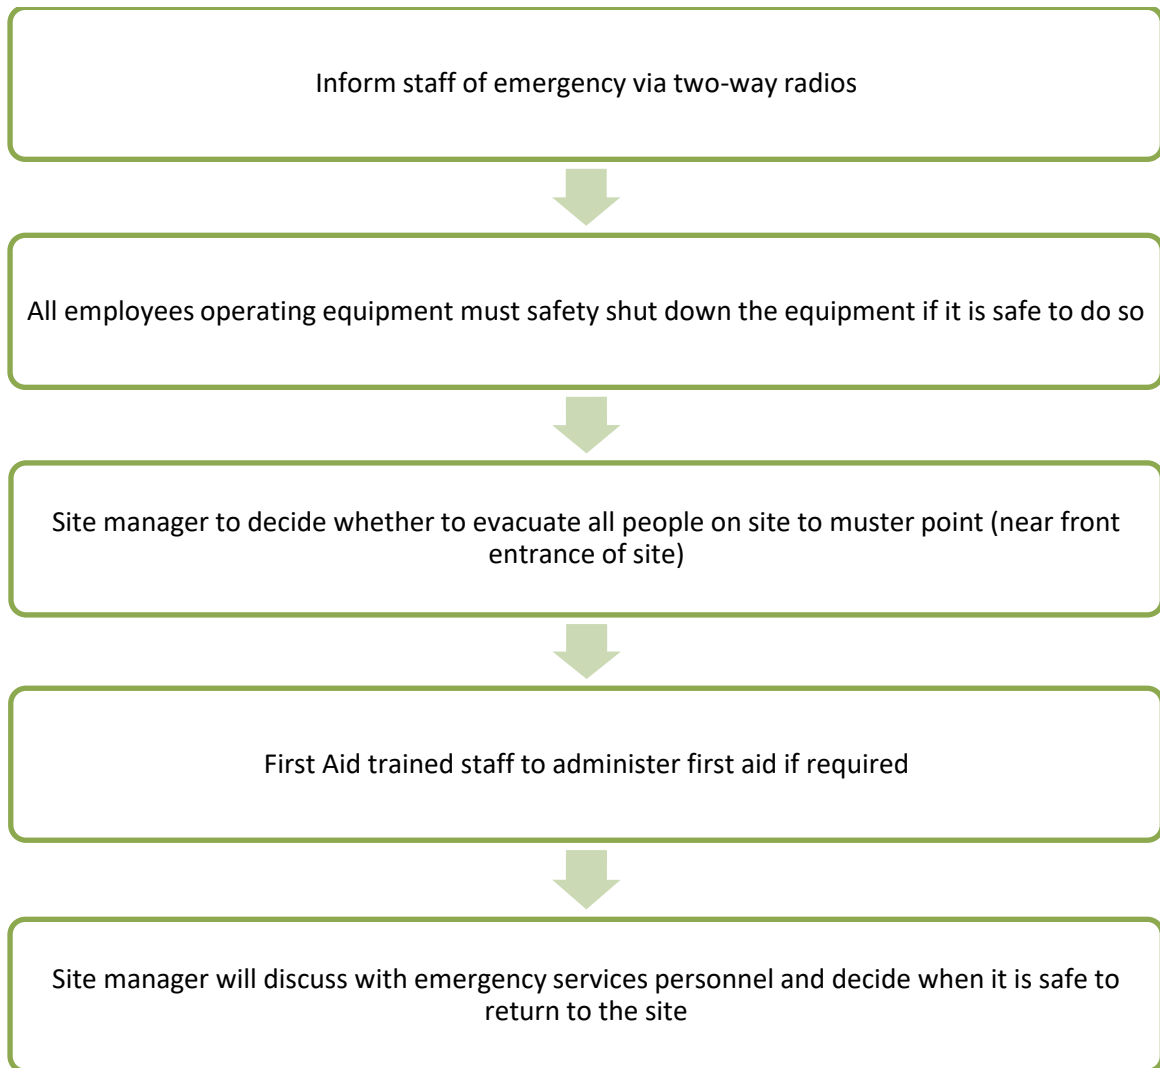 Inform staff of emergency via two-way radios
All employees operating equipment must safety shut down the equipment if it is safe to do so
Site manager to decide whether to evacuate all people on site to muster point (near front
entrance of site)
First Aid trained staff to administer first aid if required
Site manager will discuss with emergency services personnel and decide when it is safe to
return to the site